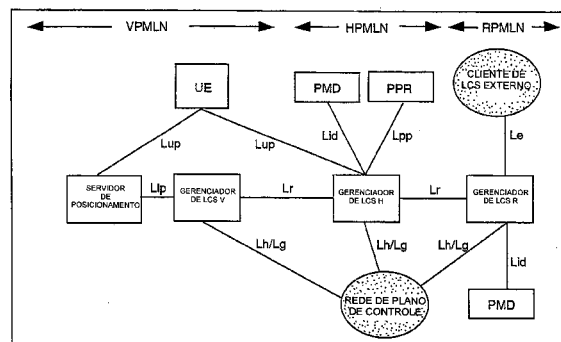 VPMLN HPMLN RPMLN
CLIENTE DE
LCS EXTERNO
UE
PMD
PPR
Lup
Lup
Lid
Lpp
Le
SERVIDOR
DE
POSICIONAMENTO
Llp
GERENCIADOR
DE LCS V
Lr
GERENCIADOR
DE LCS H
Lr
GERENCIADOR
DE LCS R
Lh/Lg
Lh/Lg
Lh/Lg
Lid
REDE DE PLANO
DE CONTROLE
PMD